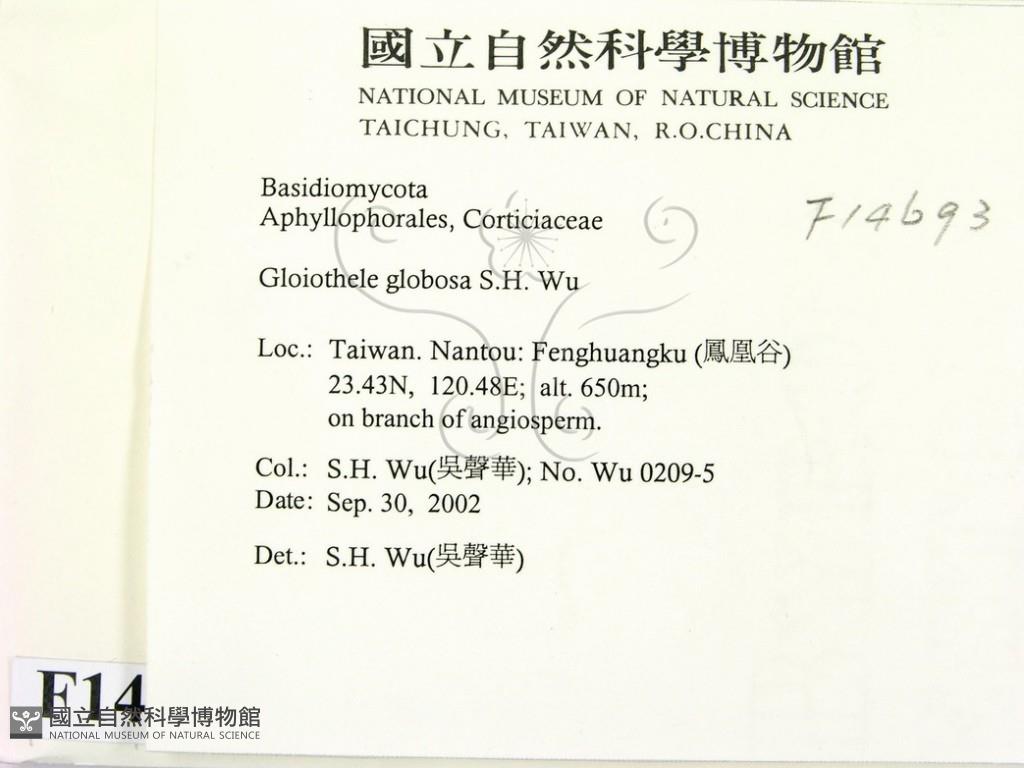 國立自然科學博物館
NATIONAL MUSEUM OF NATURAL SCIENCE
TAICHUNG, TAIWAN, R.O.CHINA
Basidiomycota
Aphyllophorales, Corticiaceae
F14693
Gloiothele globosa S.H. Wu
Loc.: Taiwan. Nantou: Fenghuangku (鳳凰谷)
23.43N, 120.48E; alt. 650m;
on branch of angiosperm.
Col.: S.H. Wu(吳聲華); No. Wu 0209-5
Date: Sep. 30, 2002
Det.: S.H. Wu(吳聲華)
F14
國立自然科學博物館
NATIONAL MUSEUM OF NATURAL SCIENCE